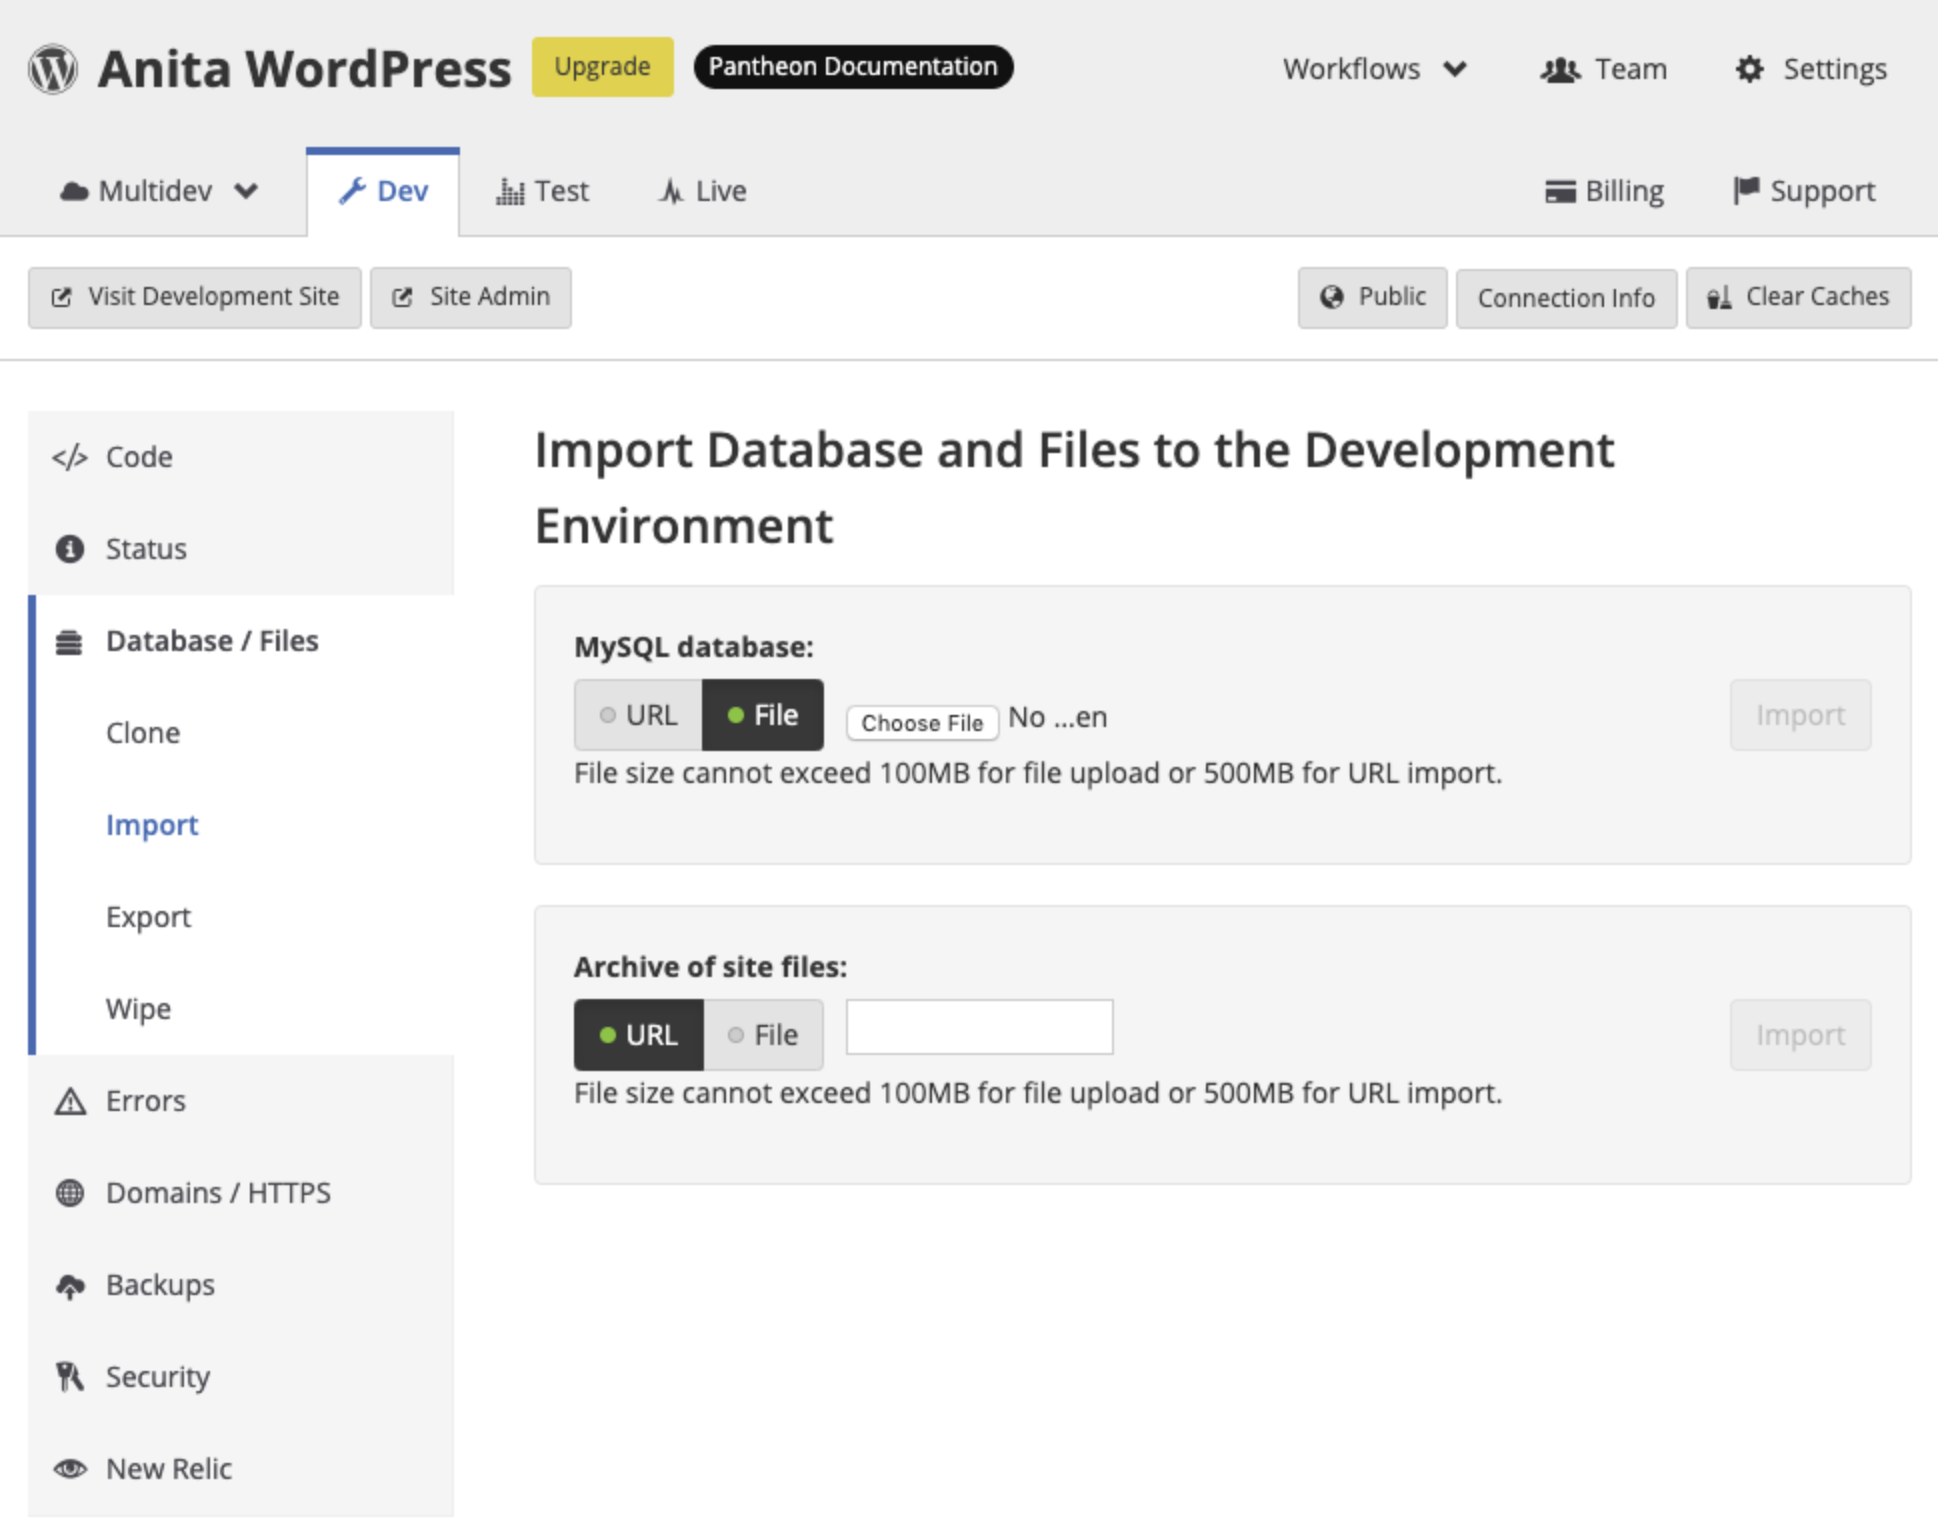 Anita WordPress Upgrade Pantheon Documentation Workflows Team Settings
Multidev Dev Test Live Billing Support
Visit Development Site Site Admin Public Connection Info Clear Caches
Code
Status
Database / Files
Clone
Import
Export
Wipe
Errors
Domains / HTTPS
Backups
Security
New Relic
Import Database and Files to the Development
Environment
MySQL database:
URL File Choose File No ...en Import
File size cannot exceed 100MB for file upload or 500MB for URL import.
Archive of site files:
URL File Import
File size cannot exceed 100MB for file upload or 500MB for URL import.